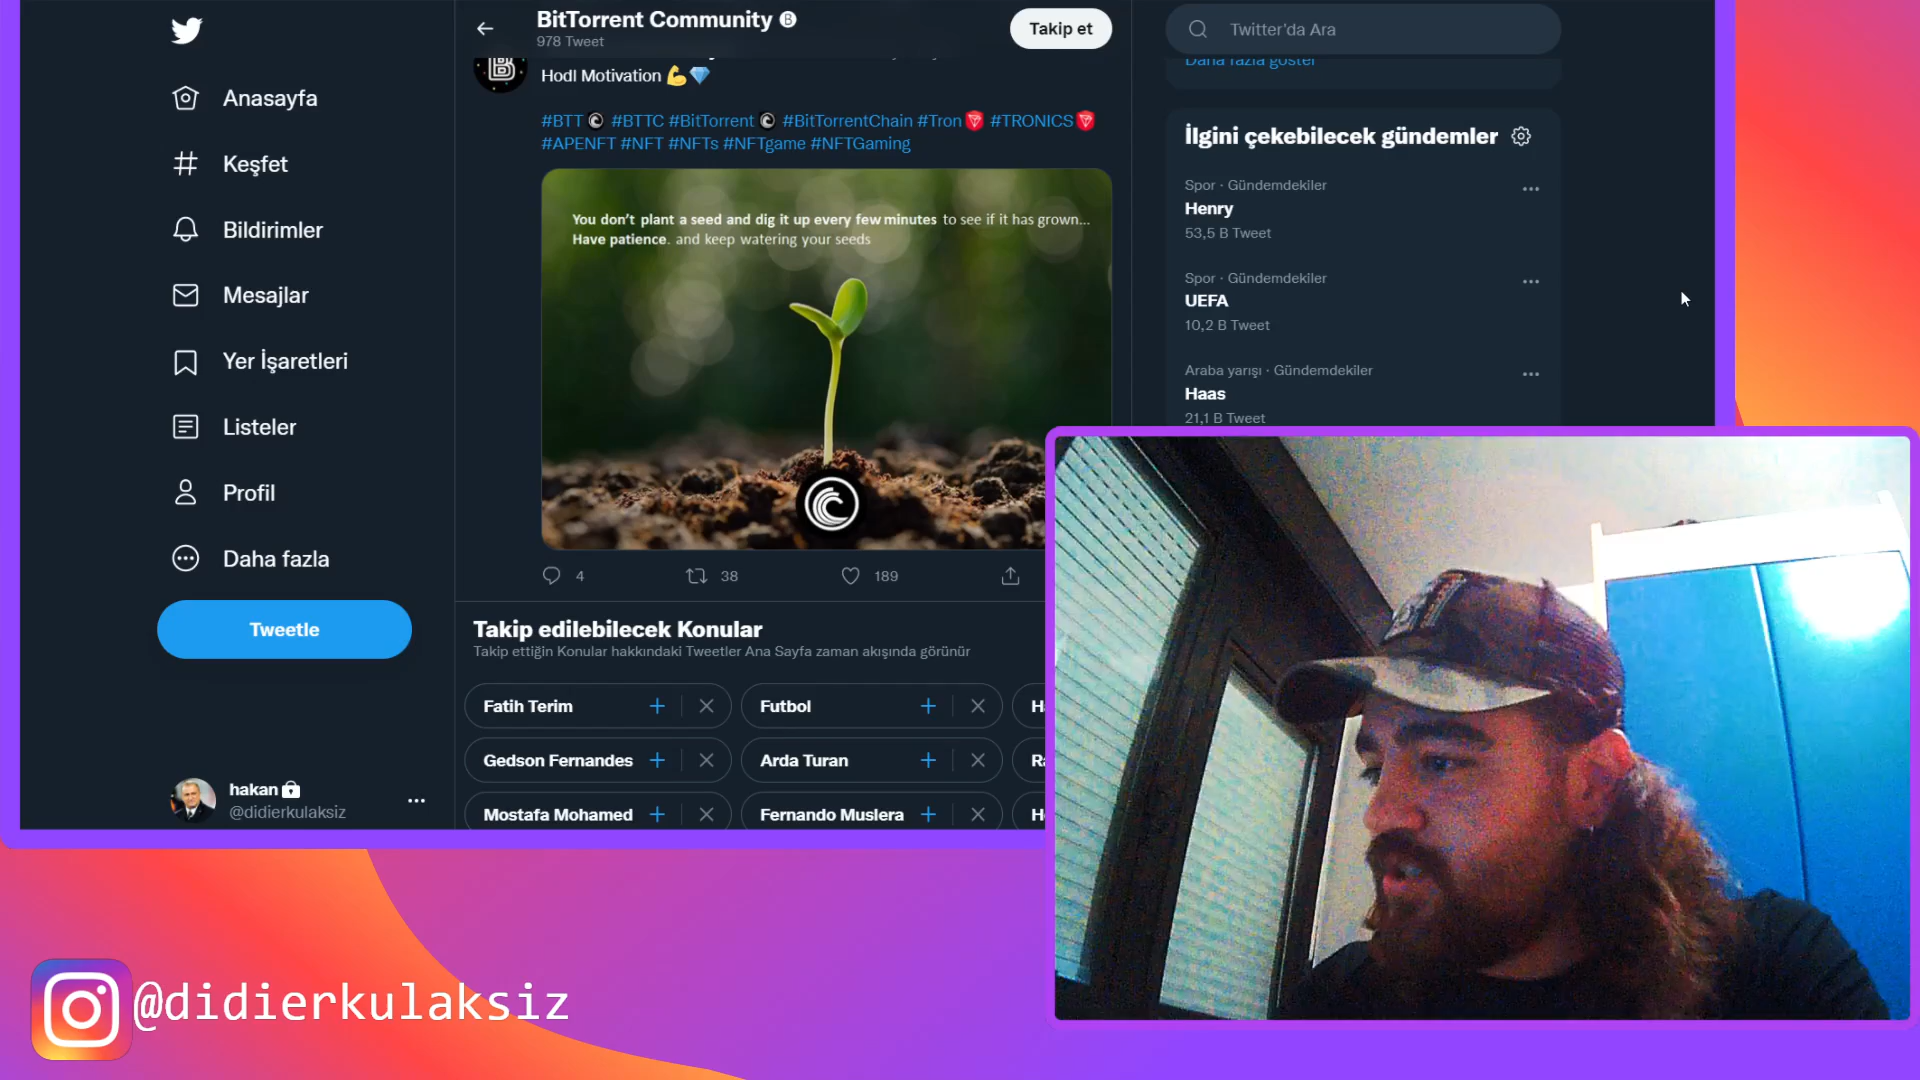 Anasayfa
Keşfet
Bildirimler
Mesajlar
Yer İşaretleri
Listeler
Profil
Daha fazla
Tweetle
hakan
@didierkulaksiz
BitTorrent Community
978 Tweet
Takip et
Hodl Motivation
#BTT #BTTC #BitTorrent #BitTorrentChain #Tron #TRONICS
#APENFT #NFT #NFTs #NFTgame #NFTGaming
You don't plant a seed and dig it up every few minutes to see if it has grown...
Have patience. and keep watering your seeds
4 38 189
Takip edilebilecek Konular
Takip ettiğin Konular hakkındaki Tweetler Ana Sayfa zaman akışında görünür
Fatih Terim
Futbol
Gedson Fernandes
Arda Turan
Mostafa Mohamed
Fernando Muslera
Twitter'da Ara
Daha fazla göster
İlgini çekebilecek gündemler
Spor · Gündemdekiler
Henry
53,5 B Tweet
Spor · Gündemdekiler
UEFA
10,2 B Tweet
Araba yarışı · Gündemdekiler
Haas
21,1 B Tweet
@didierkulaksiz